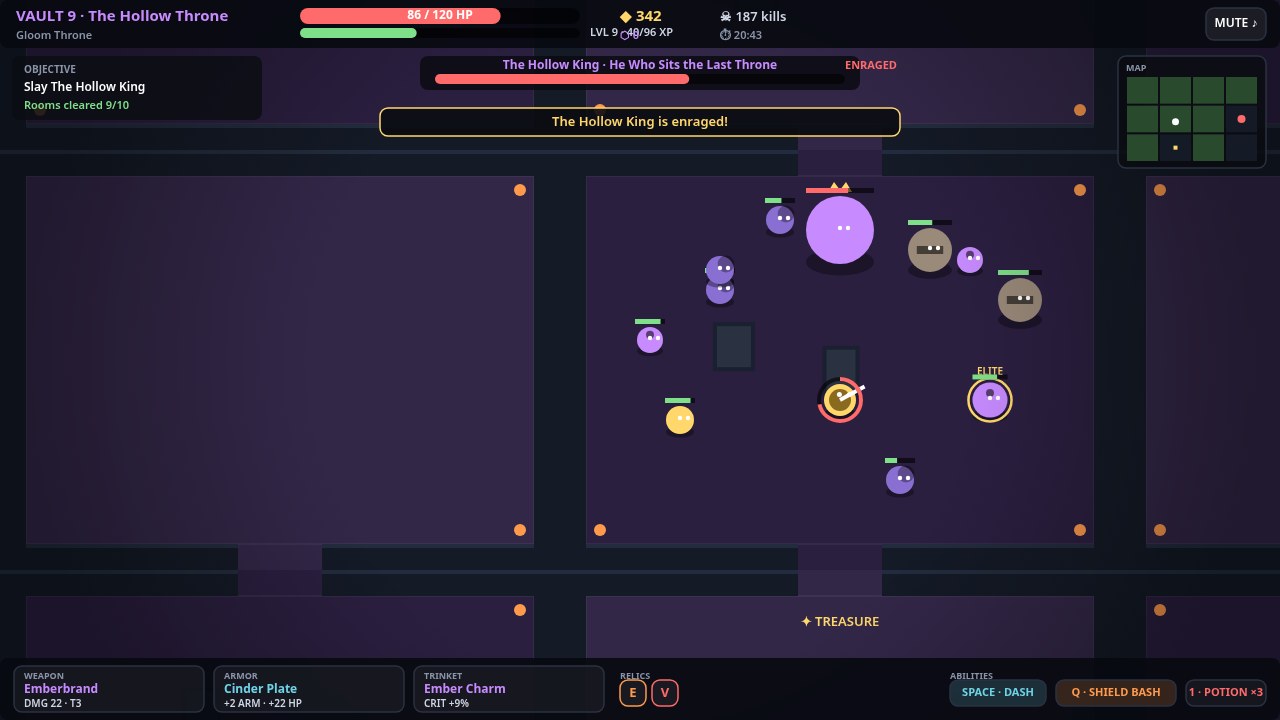 VAULT 9 · The Hollow Throne
Gloom Throne
86 / 120 HP
LVL 9 · 40/96 XP
◆ 342
☠ 187 kills
⏱ 20:43
MUTE ♪
OBJECTIVE
Slay The Hollow King
Rooms cleared 9/10
The Hollow King · He Who Sits the Last Throne
ENRAGED
The Hollow King is enraged!
MAP
ELITE
✦ TREASURE
WEAPON
Emberbrand
DMG 22 · T3
ARMOR
Cinder Plate
+2 ARM · +22 HP
TRINKET
Ember Charm
CRIT +9%
RELICS
E
V
ABILITIES
SPACE · DASH
Q · SHIELD BASH
1 · POTION ×3